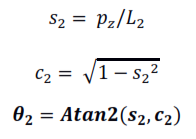 s₂ = p_z/L₂
c₂ = √(1 − s₂²)
θ₂ = Atan2(s₂, c₂)